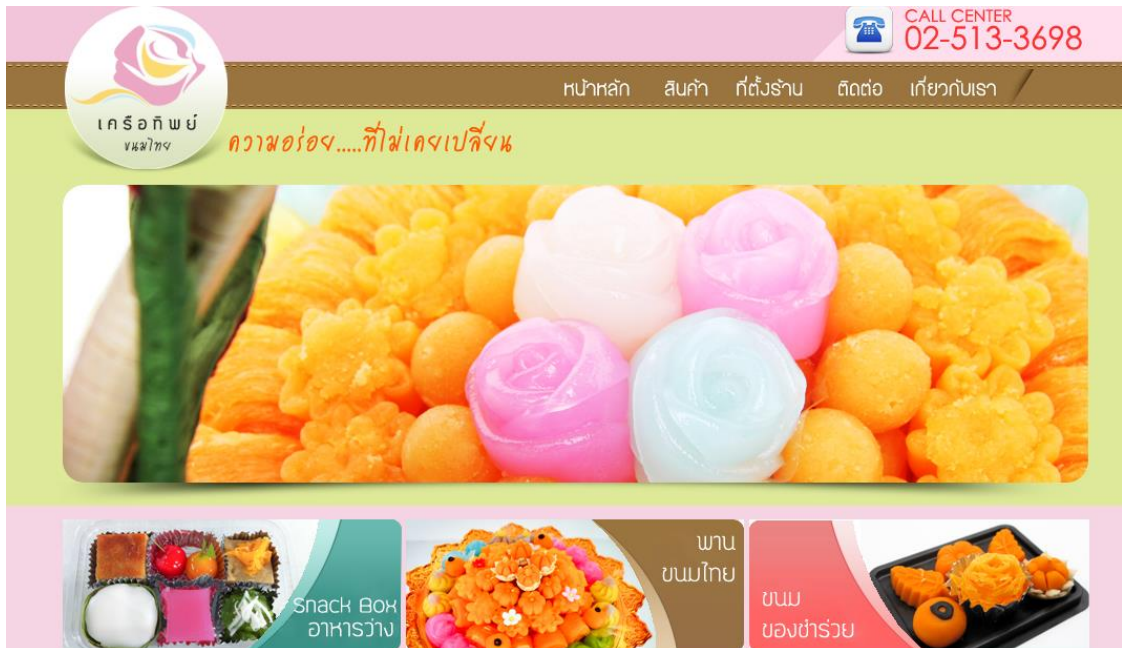 CALL CENTER
02-513-3698
หน้าหลัก สินค้า ที่ตั้งร้าน ติดต่อ เกี่ยวกับเรา
เครือทิพย์
ขนมไทย
ความอร่อย.....ที่ไม่เคยเปลี่ยน
Snack Box
อาหารว่าง
พาน
ขนมไทย
ขนม
ของชำร่วย